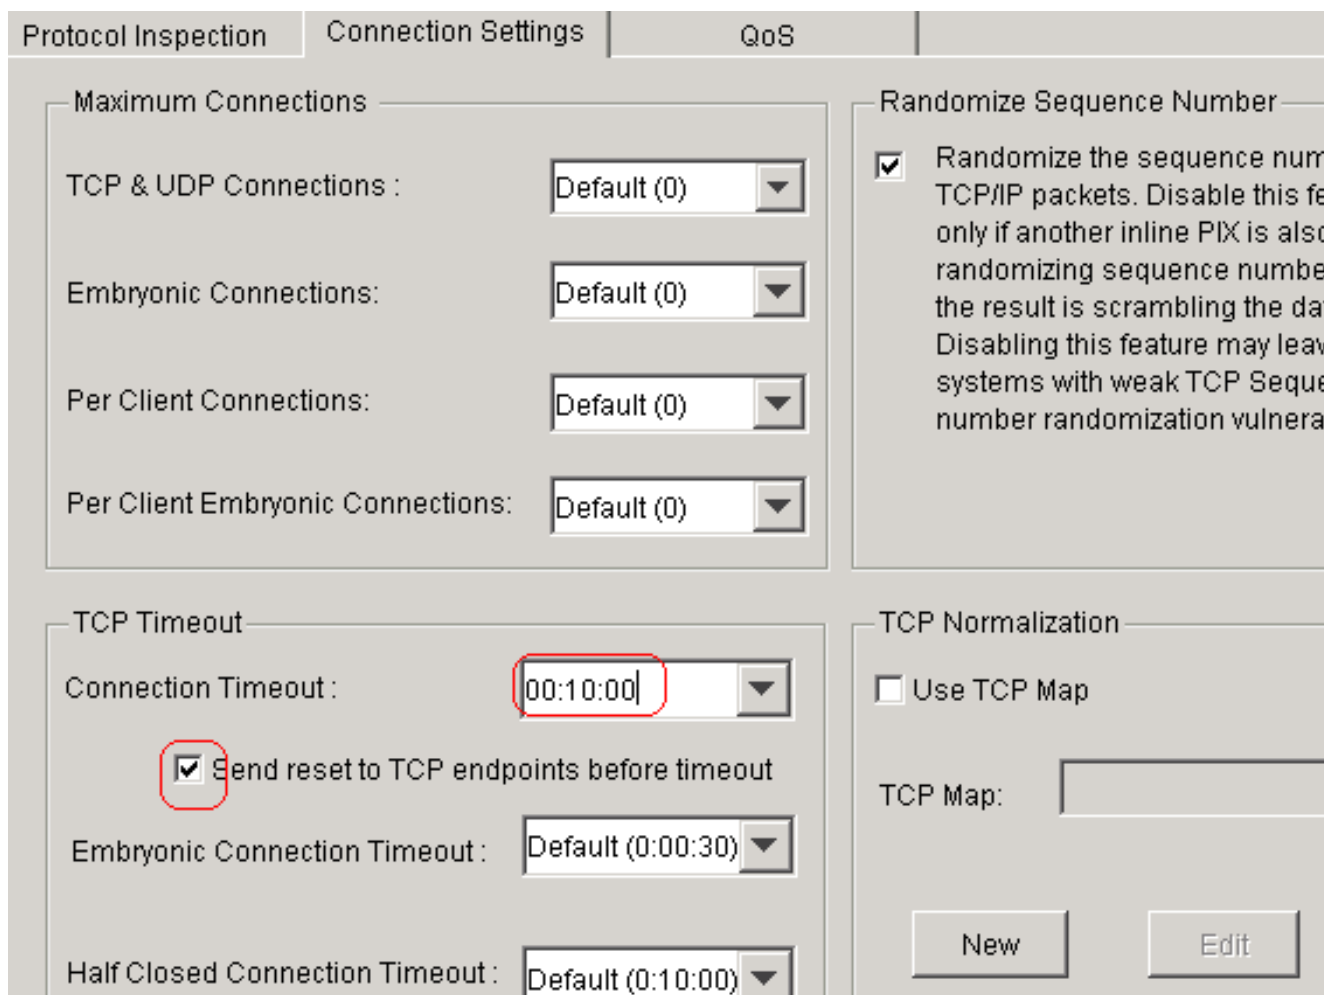 Protocol Inspection
Connection Settings
QoS
Maximum Connections
TCP & UDP Connections :
Default (0)
Embryonic Connections:
Default (0)
Per Client Connections:
Default (0)
Per Client Embryonic Connections:
Default (0)
Randomize Sequence Number
Randomize the sequence num
TCP/IP packets. Disable this fe
only if another inline PIX is also
randomizing sequence numbe
the result is scrambling the da
Disabling this feature may leav
systems with weak TCP Seque
number randomization vulnera
TCP Timeout
Connection Timeout :
00:10:00
Send reset to TCP endpoints before timeout
Embryonic Connection Timeout :
Default (0:00:30)
Half Closed Connection Timeout :
Default (0:10:00)
TCP Normalization
Use TCP Map
TCP Map:
New
Edit